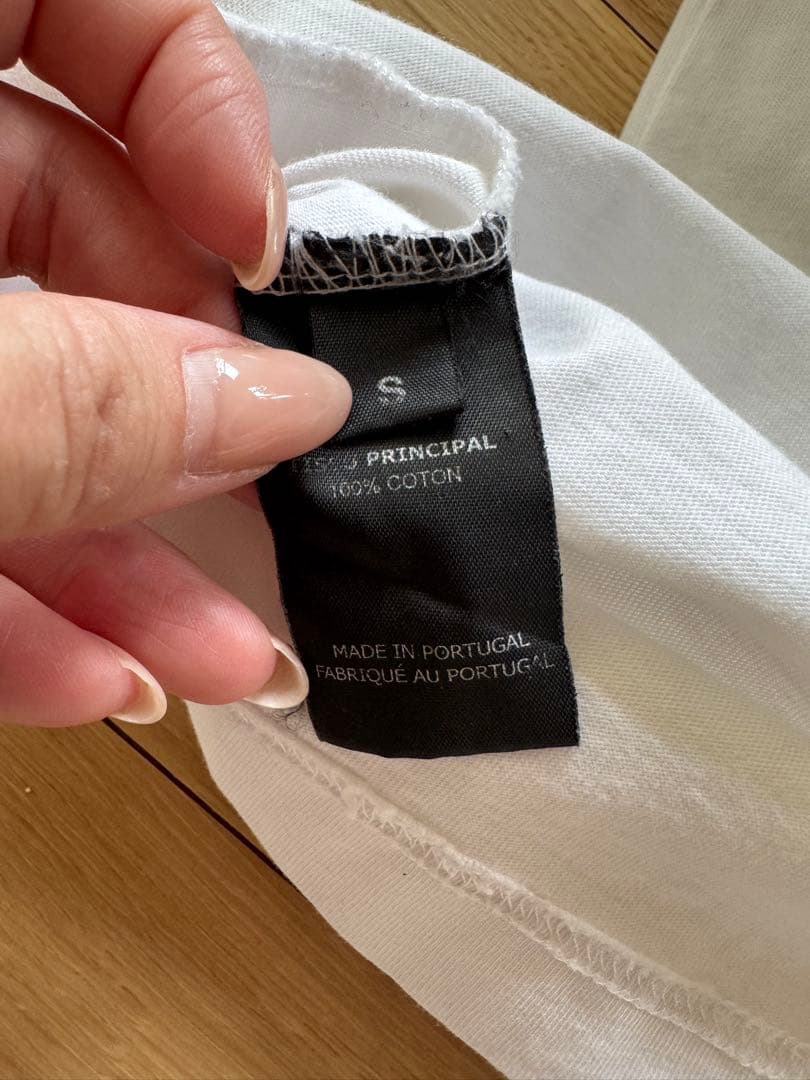 S
PRINCIPAL
100% COTON
MADE IN PORTUGAL
FABRIQUÉ AU PORTUGAL